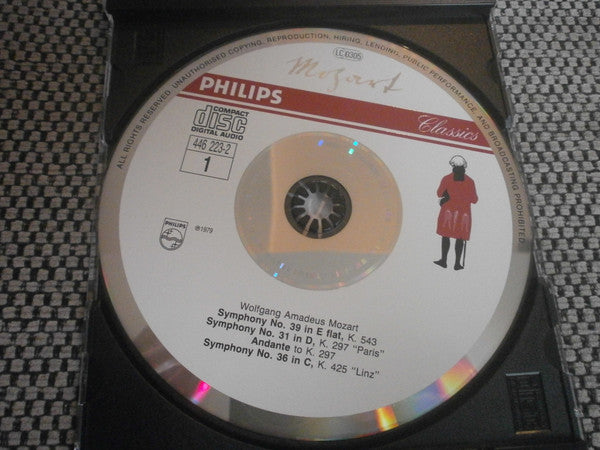 ALL RIGHTS RESERVED. UNAUTHORISED COPYING, REPRODUCTION, HIRING, LENDING, PUBLIC PERFORMANCE, AND BROADCASTING PROHIBITED.
LC 0305
Mozart
PHILIPS
Classics
COMPACT
disc
DIGITAL AUDIO
446 223-2
1
PHILIPS
℗1979
Wolfgang Amadeus Mozart
Symphony No. 39 in E flat, K. 543
Symphony No. 31 in D, K. 297 "Paris"
Andante to K. 297
Symphony No. 36 in C, K. 425 "Linz"